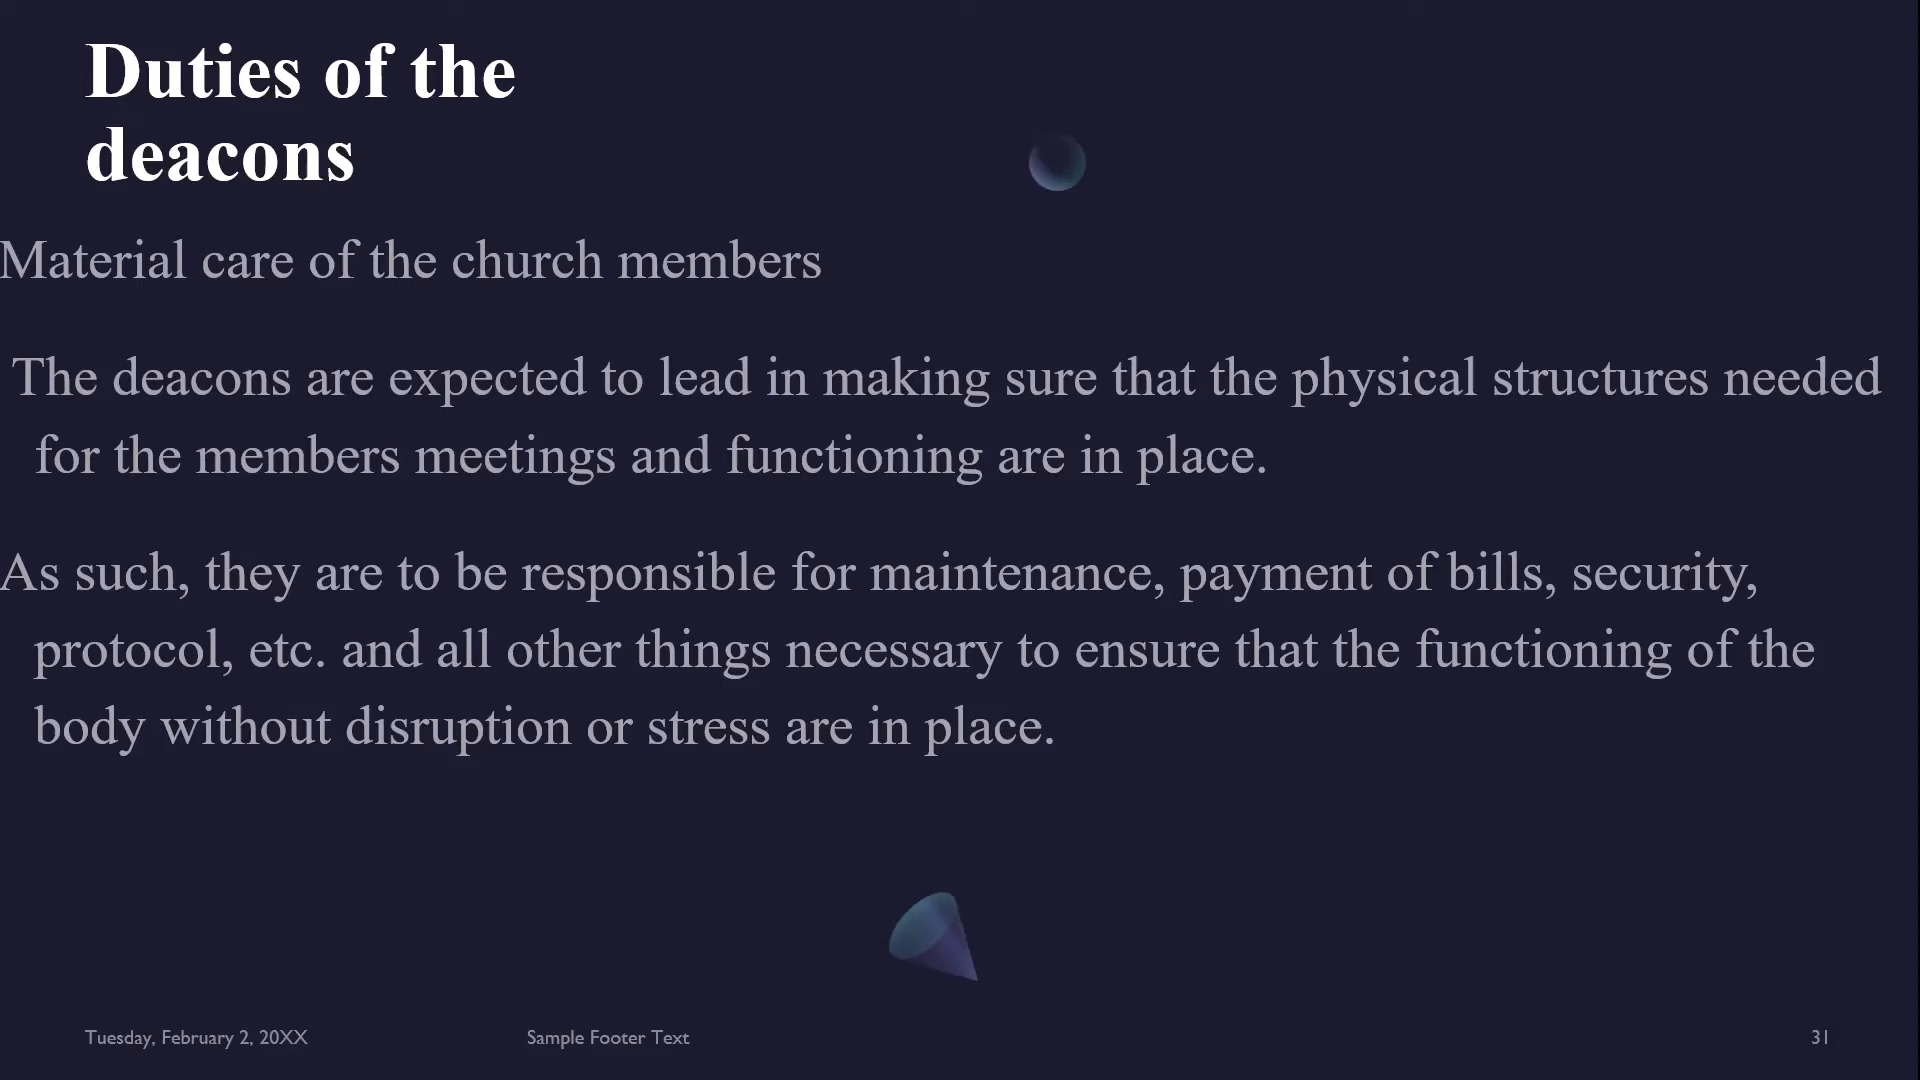 Duties of the
deacons
Material care of the church members
The deacons are expected to lead in making sure that the physical structures needed
for the members meetings and functioning are in place.
As such, they are to be responsible for maintenance, payment of bills, security,
protocol, etc. and all other things necessary to ensure that the functioning of the
body without disruption or stress are in place.
Tuesday, February 2, 20XX
Sample Footer Text
31